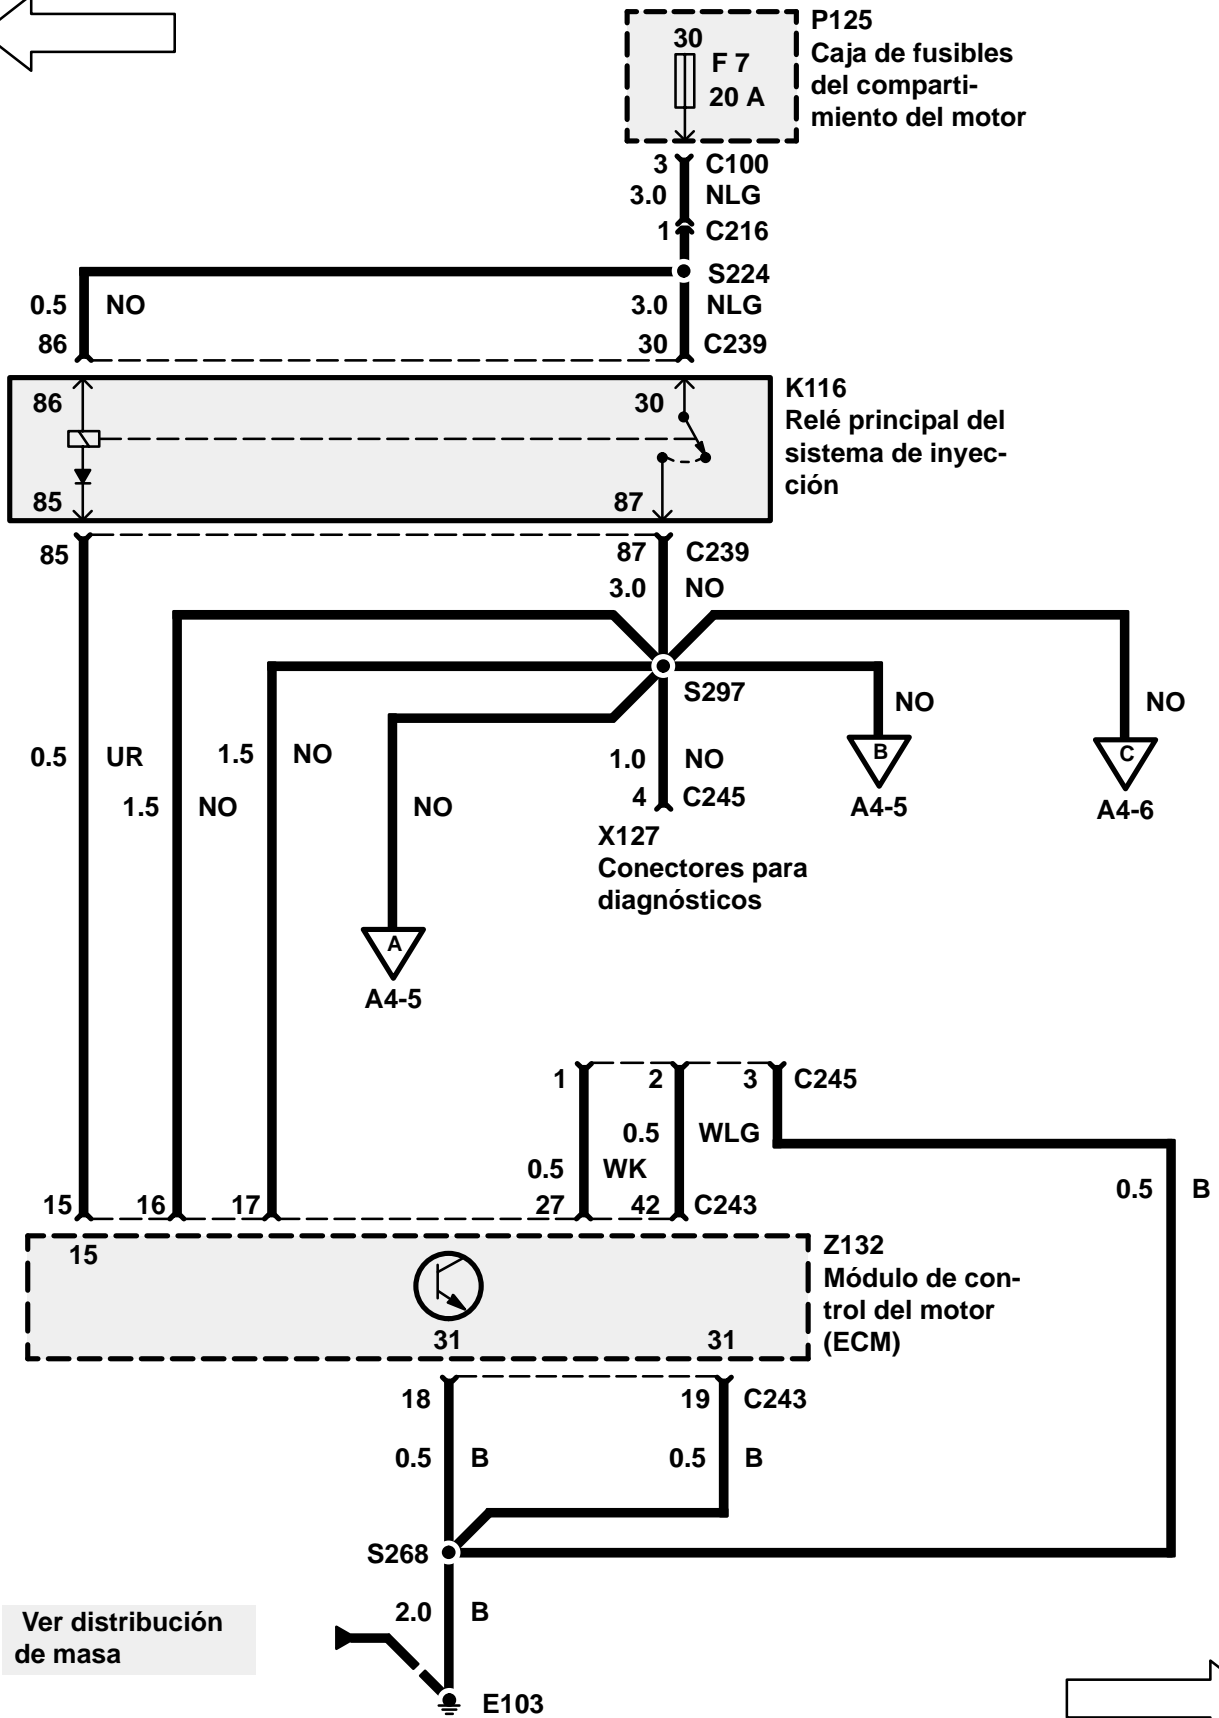 P125
30
Caja de fusibles
F 7
del comparti-
20 A
miento del motor
3 C100
3.0 NLG
1 C216
S224
0.5 NO 3.0 NLG
86 30 C239
86 30 K116
Relé principal del
sistema de inyec-
ción
85 87
85 87 C239
3.0 NO
S297
NO NO
0.5 UR 1.5 NO 1.0 NO B C
1.5 NO NO 4 C245 A4-5 A4-6
X127
Conectores para
diagnósticos
A
A4-5
1 2 3 C245
0.5 WLG
0.5 WK
0.5 B
15 16 17 27 42 C243
15 Z132
Módulo de con-
trol del motor
(ECM)
31 31
18 19 C243
0.5 B 0.5 B
S268
2.0 B
Ver distribución
de masa
E103